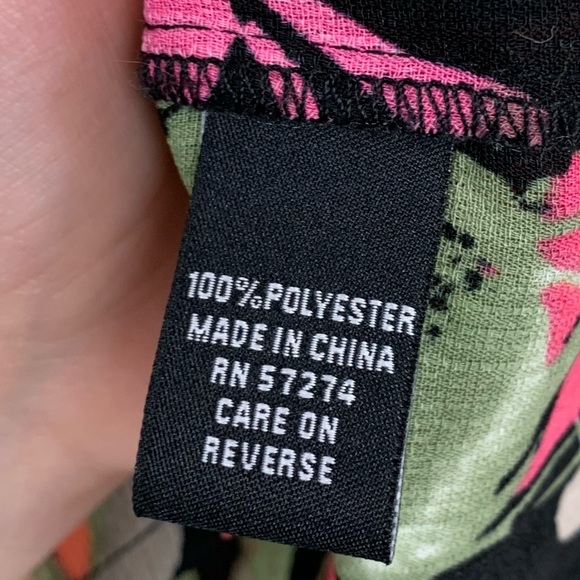 100%POLYESTER
MADE IN CHINA
RN 57274
CARE ON
REVERSE